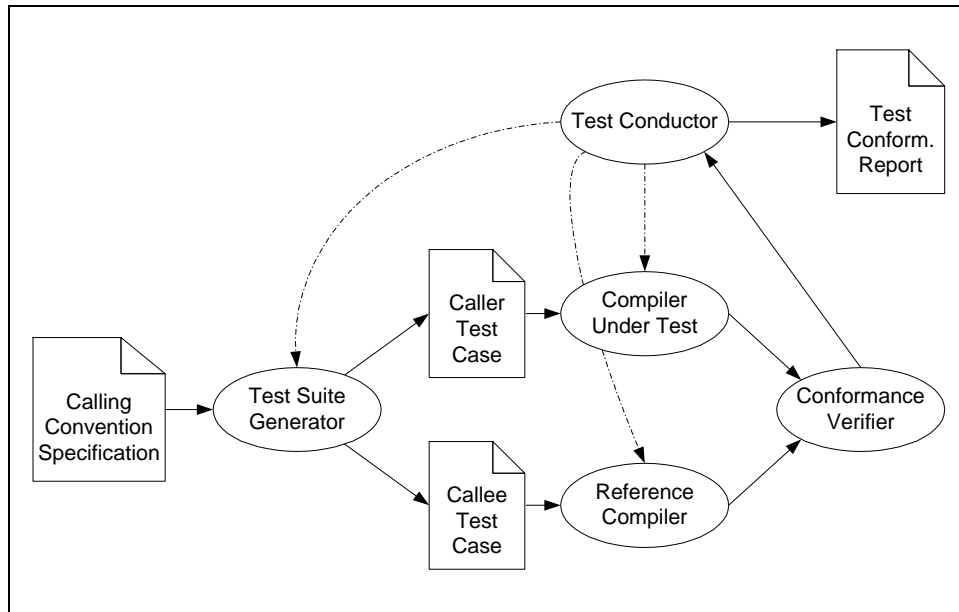 Test Conductor
Test
Conform.
Report
Caller
Test
Case
Compiler
Under Test
Calling
Convention
Specification
Test Suite
Generator
Conformance
Verifier
Callee
Test
Case
Reference
Compiler